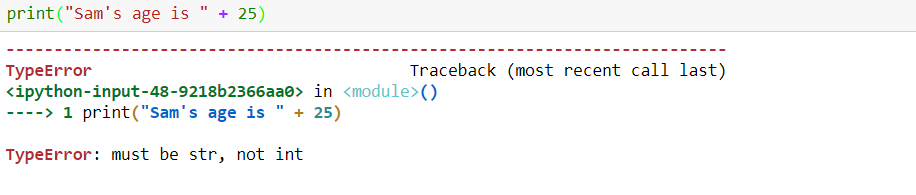 print("Sam's age is " + 25)
---------------------------------------------------------------------------
TypeError                                 Traceback (most recent call last)
<ipython-input-48-9218b2366aa0> in <module>()
----> 1 print("Sam's age is " + 25)
TypeError: must be str, not int